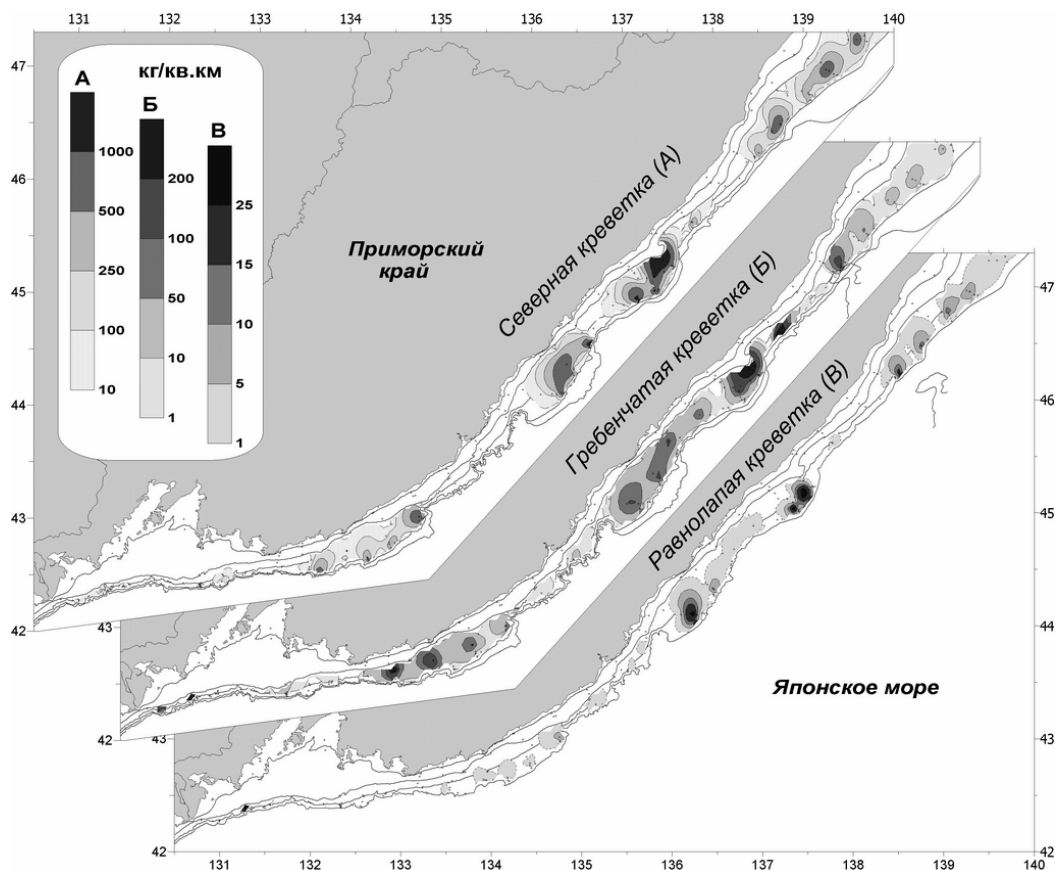 131 132 133 134 135 136 137 138 139 140
кг/кв.км
А
Б
В
1000
500
250
100
10
200
100
50
10
1
25
15
10
5
1
47
46
45
44
43
42
Приморский
край
Северная креветка (А)
Гребенчатая креветка (Б)
Равнолапая креветка (В)
Японское море
43
42
43
42
47
46
45
44
43
42
131 132 133 134 135 136 137 138 139 140